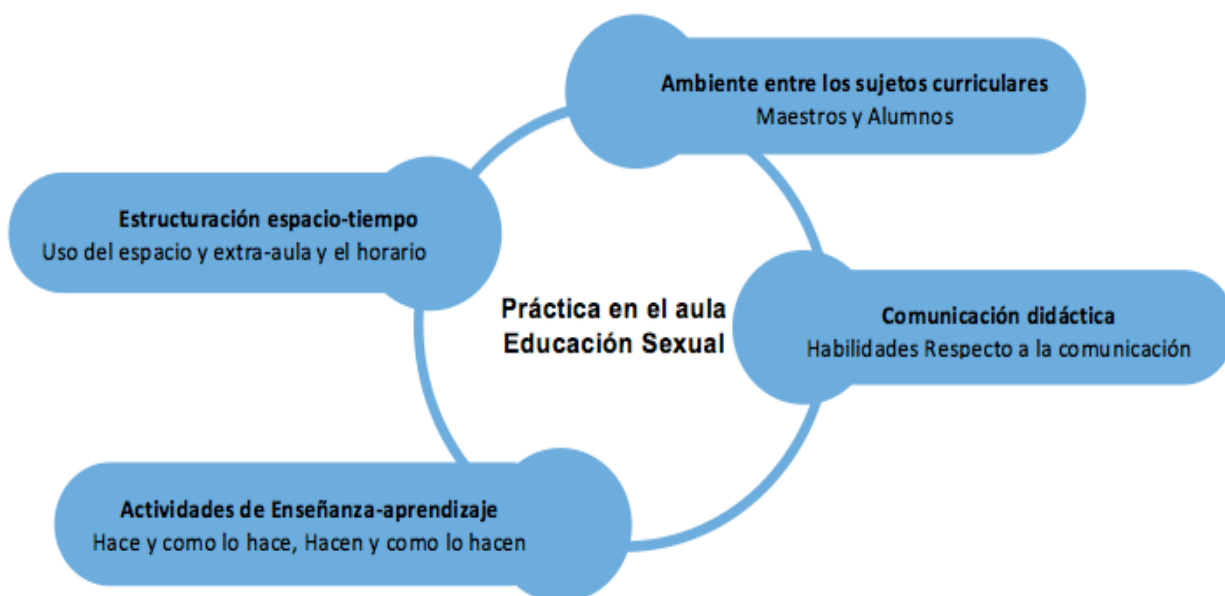 Ambiente entre los sujetos curriculares
Maestros y Alumnos
Estructuración espacio-tiempo
Uso del espacio y extra-aula y el horario
Práctica en el aula
Educación Sexual
Comunicación didáctica
Habilidades Respecto a la comunicación
Actividades de Enseñanza-aprendizaje
Hace y como lo hace, Hacen y como lo hacen